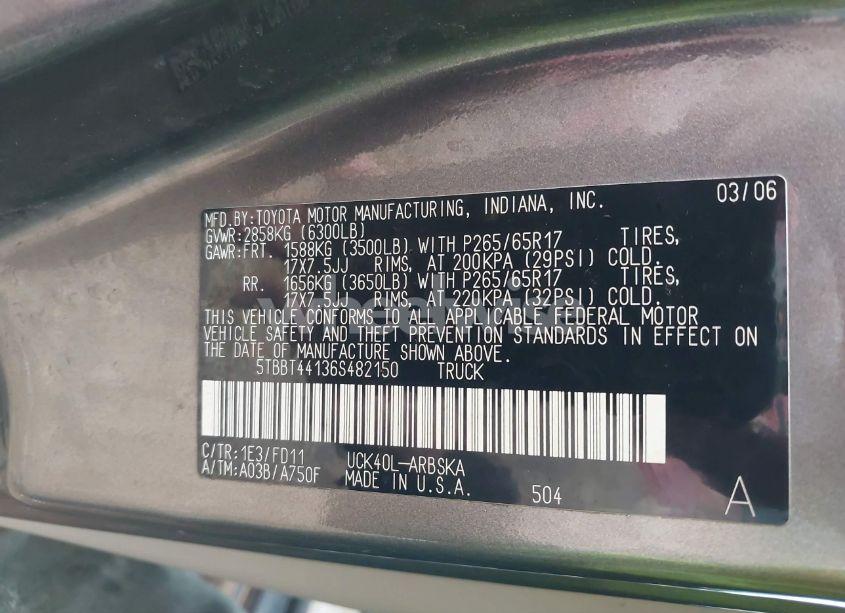 03/06
MFD. BY: TOYOTA MOTOR MANUFACTURING, INDIANA, INC.
GVWR: 2858KG (6300LB)
GAWR: FRT. 1588KG (3500LB) WITH P265/65R17 TIRES,
17X7.5JJ RIMS, AT 200KPA (29PSI) COLD.
RR. 1656KG (3650LB) WITH P265/65R17 TIRES,
17X7.5JJ RIMS, AT 220KPA (32PSI) COLD.
THIS VEHICLE CONFORMS TO ALL APPLICABLE FEDERAL MOTOR
VEHICLE SAFETY AND THEFT PREVENTION STANDARDS IN EFFECT ON
THE DATE OF MANUFACTURE SHOWN ABOVE.
5TBBT44136S482150 TRUCK
C/TR: 1E3/FD11 UCK40L-ARBSKA
A/TM: A03B/A750F MADE IN U.S.A. 504
A